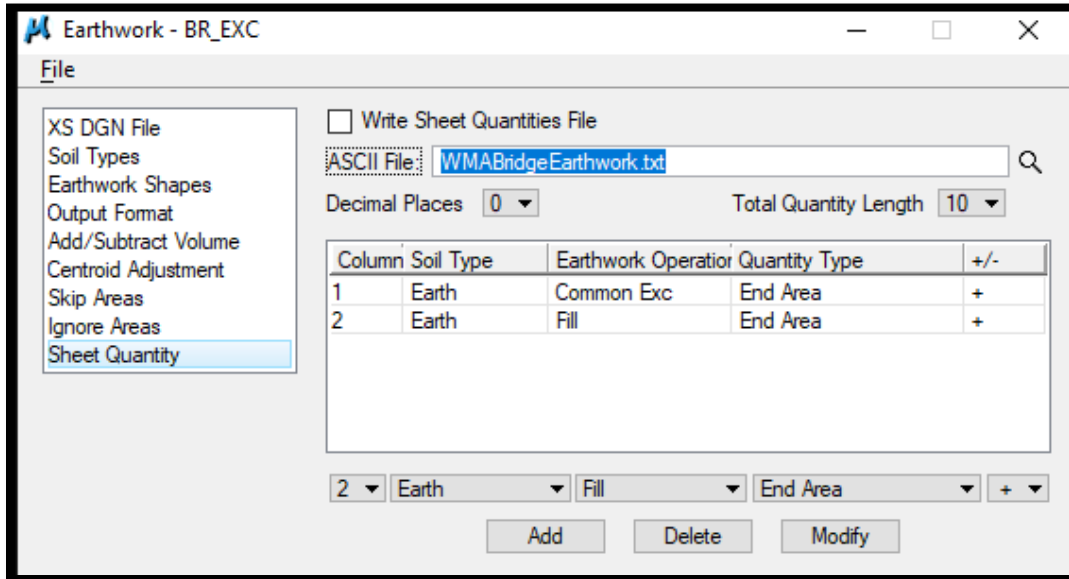 Earthwork - BR_EXC
File
XS DGN File
Soil Types
Earthwork Shapes
Output Format
Add/Subtract Volume
Centroid Adjustment
Skip Areas
Ignore Areas
Sheet Quantity
Write Sheet Quantities File
ASCII File: WMABridgeEarthwork.txt
Decimal Places 0 Total Quantity Length 10
Column Soil Type Earthwork Operation Quantity Type +/-
1 Earth Common Exc End Area +
2 Earth Fill End Area +
2 Earth Fill End Area +
Add Delete Modify